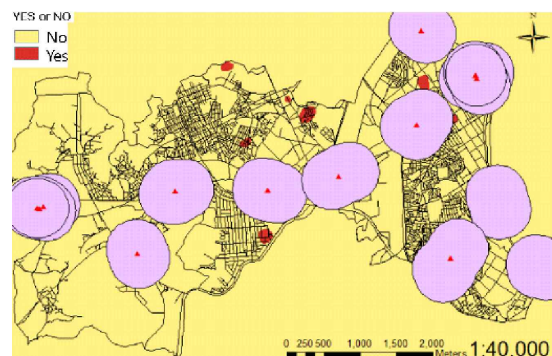 YES or NO
No
Yes
N
0 250 500 1,000 1,500 2,000
Meters
1:40,000